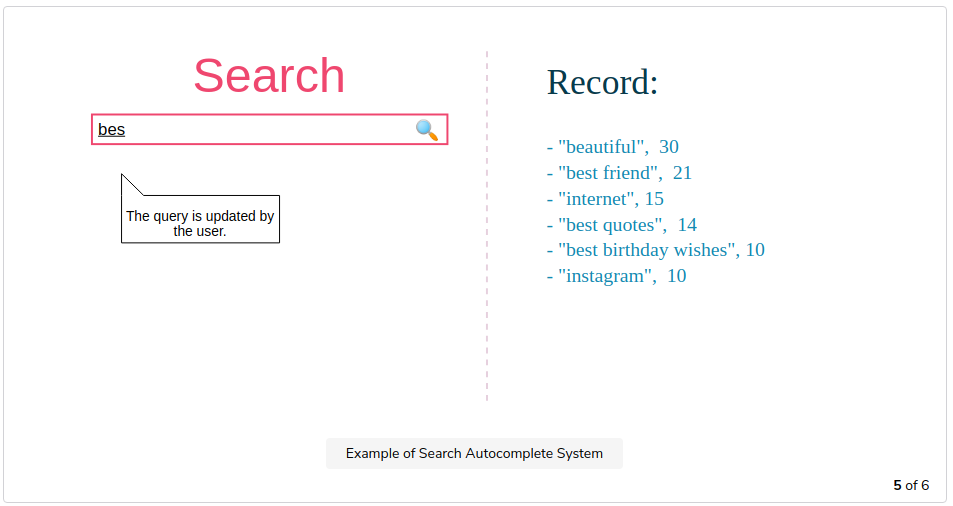 Search
bes
The query is updated by
the user.
Record:
- "beautiful", 30
- "best friend", 21
- "internet", 15
- "best quotes", 14
- "best birthday wishes", 10
- "instagram", 10
Example of Search Autocomplete System
5 of 6